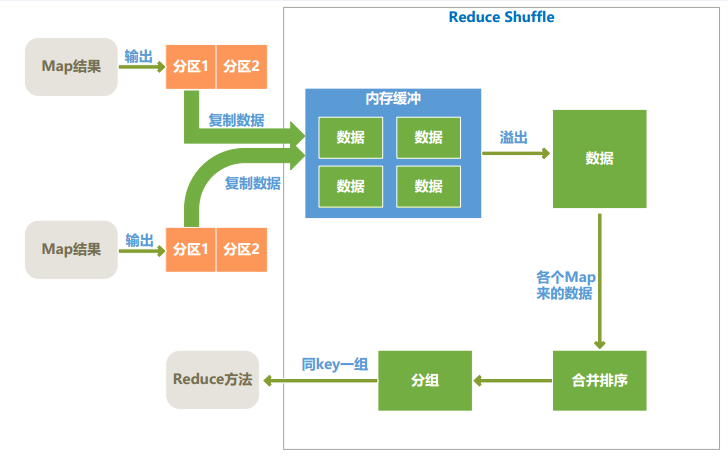 Reduce Shuffle
Map结果
输出
分区1
分区2
复制数据
内存缓冲
数据
数据
数据
数据
溢出
数据
复制数据
Map结果
输出
分区1
分区2
各个Map
来的数据
Reduce方法
同key一组
分组
合并排序